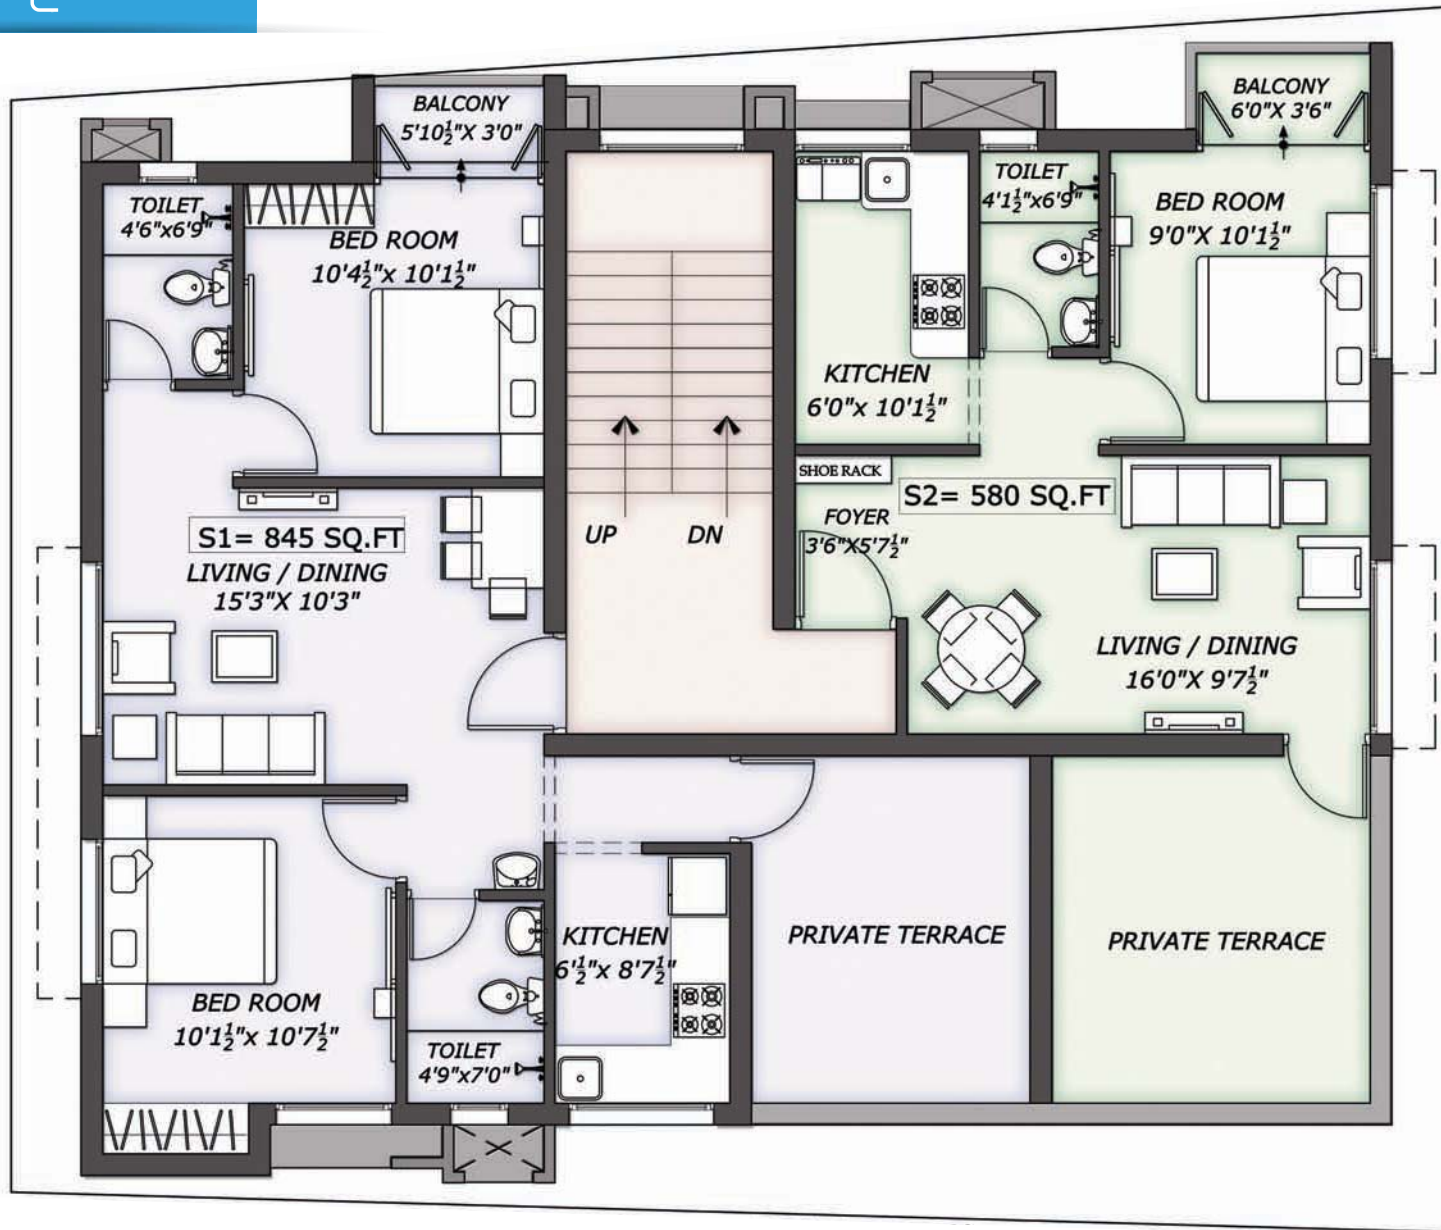 BALCONY
5'10½"X 3'0"
BALCONY
6'0"X 3'6"
TOILET
4'6"x6'9"
BED ROOM
10'4½"x 10'1½"
TOILET
4'1½"x6'9"
BED ROOM
9'0"X 10'1½"
KITCHEN
6'0"x 10'1½"
SHOE RACK
S2= 580 SQ.FT
FOYER
3'6"X5'7½"
UP
DN
S1= 845 SQ.FT
LIVING / DINING
15'3"X 10'3"
LIVING / DINING
16'0"X 9'7½"
KITCHEN
6'½"x 8'7½"
PRIVATE TERRACE
PRIVATE TERRACE
BED ROOM
10'1½"x 10'7½"
TOILET
4'9"x7'0"